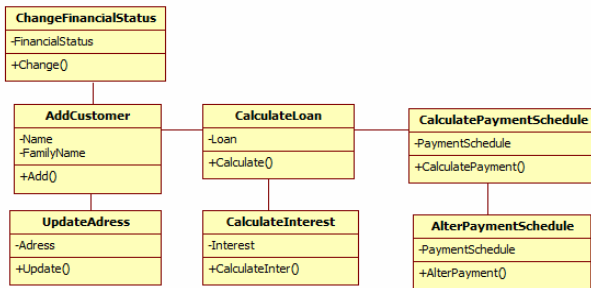 ChangeFinancialStatus
-FinancialStatus
+Change()
AddCustomer
-Name
-FamilyName
+Add()
CalculateLoan
-Loan
+Calculate()
CalculatePaymentSchedule
-PaymentSchedule
+CalculatePayment()
UpdateAdress
-Adress
+Update()
CalculateInterest
-Interest
+CalculateInter()
AlterPaymentSchedule
-PaymentSchedule
+AlterPayment()